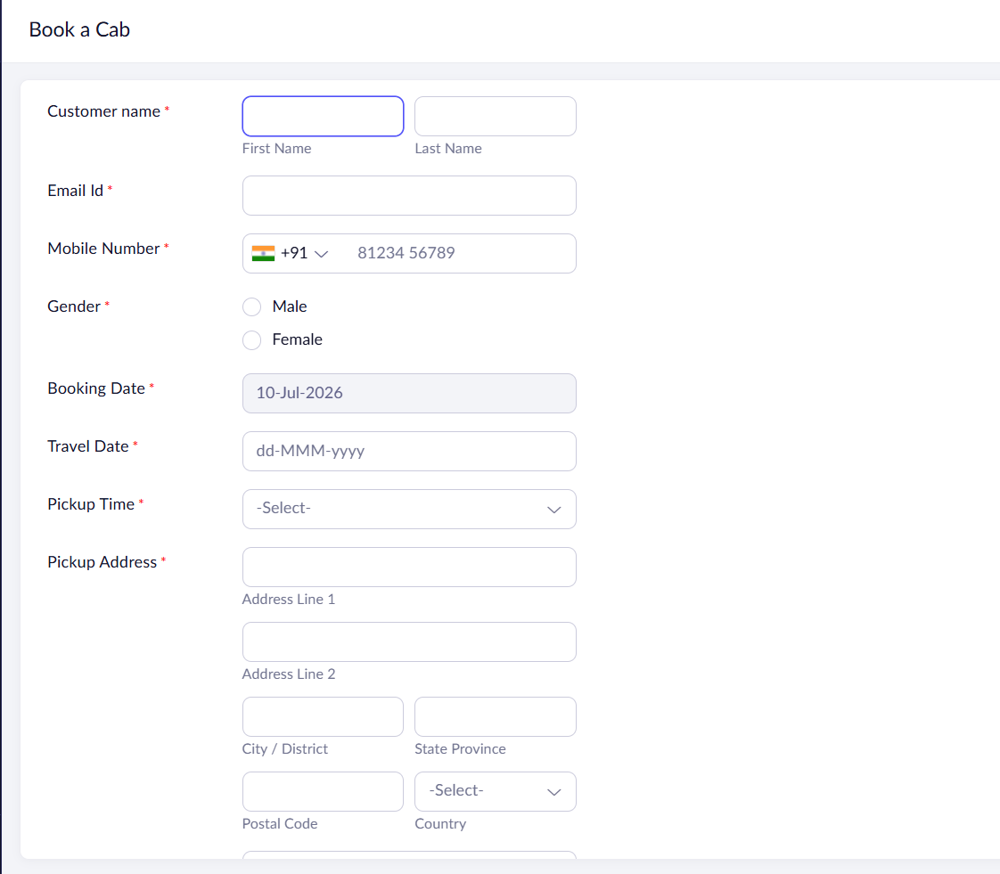 Book a Cab
Customer name *
First Name
Last Name
Email Id *
Mobile Number *
+91
81234 56789
Gender *
Male
Female
Booking Date *
10-Jul-2026
Travel Date *
dd-MMM-yyyy
Pickup Time *
-Select-
Pickup Address *
Address Line 1
Address Line 2
City / District
State Province
-Select-
Postal Code
Country